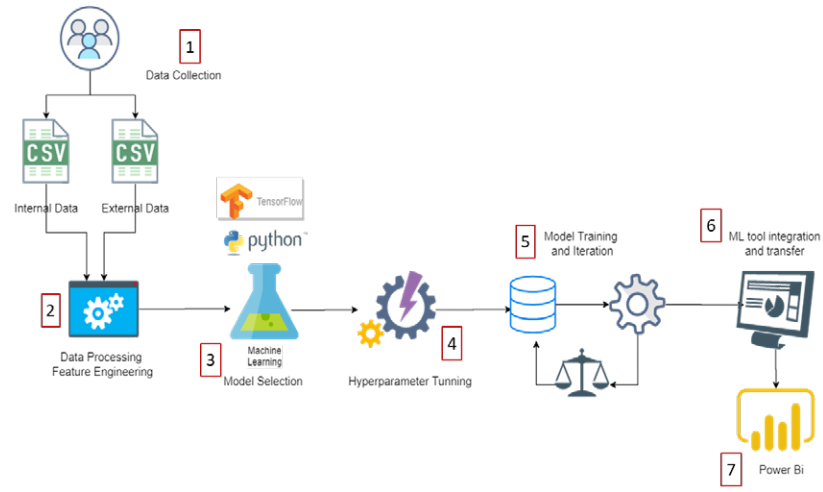 1
Data Collection
CSV
CSV
Internal Data
External Data
TensorFlow
python™
2
Data Processing
Feature Engineering
3
Machine
Learning
Model Selection
4
Hyperparameter Tunning
5
Model Training
and Iteration
6
ML tool integration
and transfer
7
Power Bi